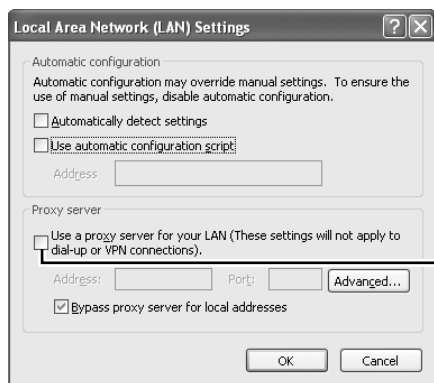 Local Area Network (LAN) Settings
Automatic configuration
Automatic configuration may override manual settings. To ensure the
use of manual settings, disable automatic configuration.
Automatically detect settings
Use automatic configuration script
Address
Proxy server
Use a proxy server for your LAN (These settings will not apply to
dial-up or VPN connections).
Address: Port: Advanced...
Bypass proxy server for local addresses
OK Cancel